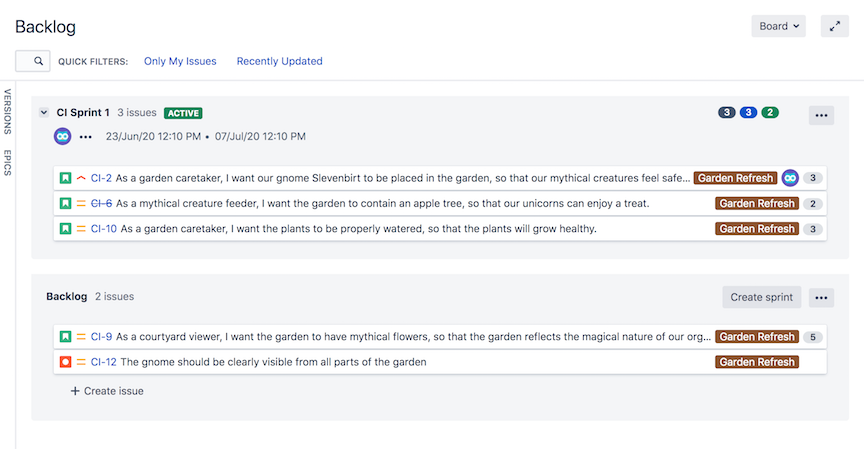 Backlog
Board
QUICK FILTERS: Only My Issues Recently Updated
VERSIONS
EPICS
CI Sprint 1 3 issues ACTIVE 3 3 2
23/Jun/20 12:10 PM • 07/Jul/20 12:10 PM
CI-2 As a garden caretaker, I want our gnome Slevenbirt to be placed in the garden, so that our mythical creatures feel safe... Garden Refresh 3
CI-6 As a mythical creature feeder, I want the garden to contain an apple tree, so that our unicorns can enjoy a treat. Garden Refresh 2
CI-10 As a garden caretaker, I want the plants to be properly watered, so that the plants will grow healthy. Garden Refresh 3
Backlog 2 issues Create sprint
CI-9 As a courtyard viewer, I want the garden to have mythical flowers, so that the garden reflects the magical nature of our org... Garden Refresh 5
CI-12 The gnome should be clearly visible from all parts of the garden Garden Refresh
+ Create issue